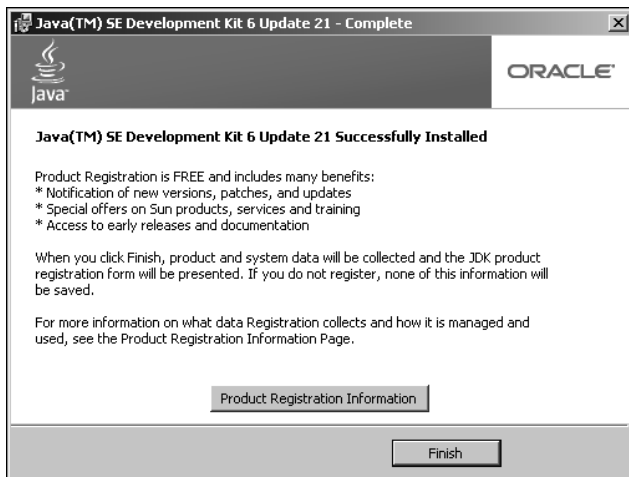 Java(TM) SE Development Kit 6 Update 21 - Complete
Java
ORACLE
Java(TM) SE Development Kit 6 Update 21 Successfully Installed
Product Registration is FREE and includes many benefits:
* Notification of new versions, patches, and updates
* Special offers on Sun products, services and training
* Access to early releases and documentation
When you click Finish, product and system data will be collected and the JDK product
registration form will be presented. If you do not register, none of this information will
be saved.
For more information on what data Registration collects and how it is managed and
used, see the Product Registration Information Page.
Product Registration Information
Finish